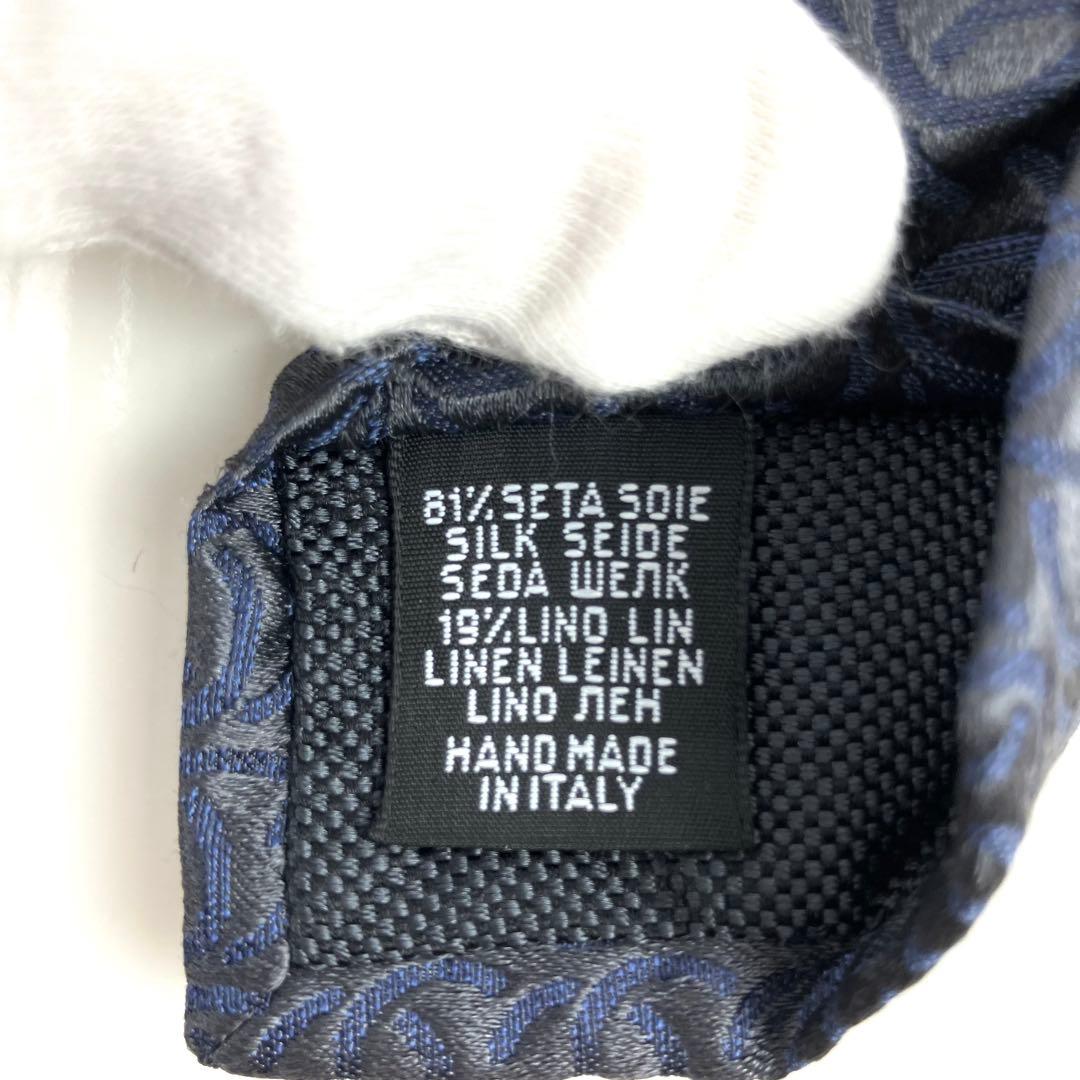 81% SETA SOIE
SILK SEIDE
SEDA ШЕЛК
19% LINO LIN
LINEN LEINEN
LINO ЛЕН
HAND MADE
IN ITALY